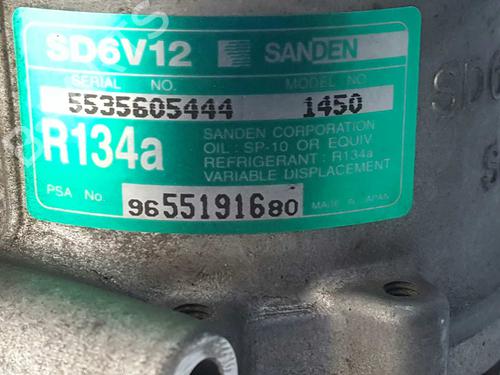 SD6V12 SANDEN
SERIAL NO. MODEL NO.
5535605444 1450
R134a
SANDEN CORPORATION
OIL : SP-10 OR EQUIV
REFRIGERANT : R134a
VARIABLE DISPLACEMENT
PSA No. 9655191680 MADE IN JAPAN